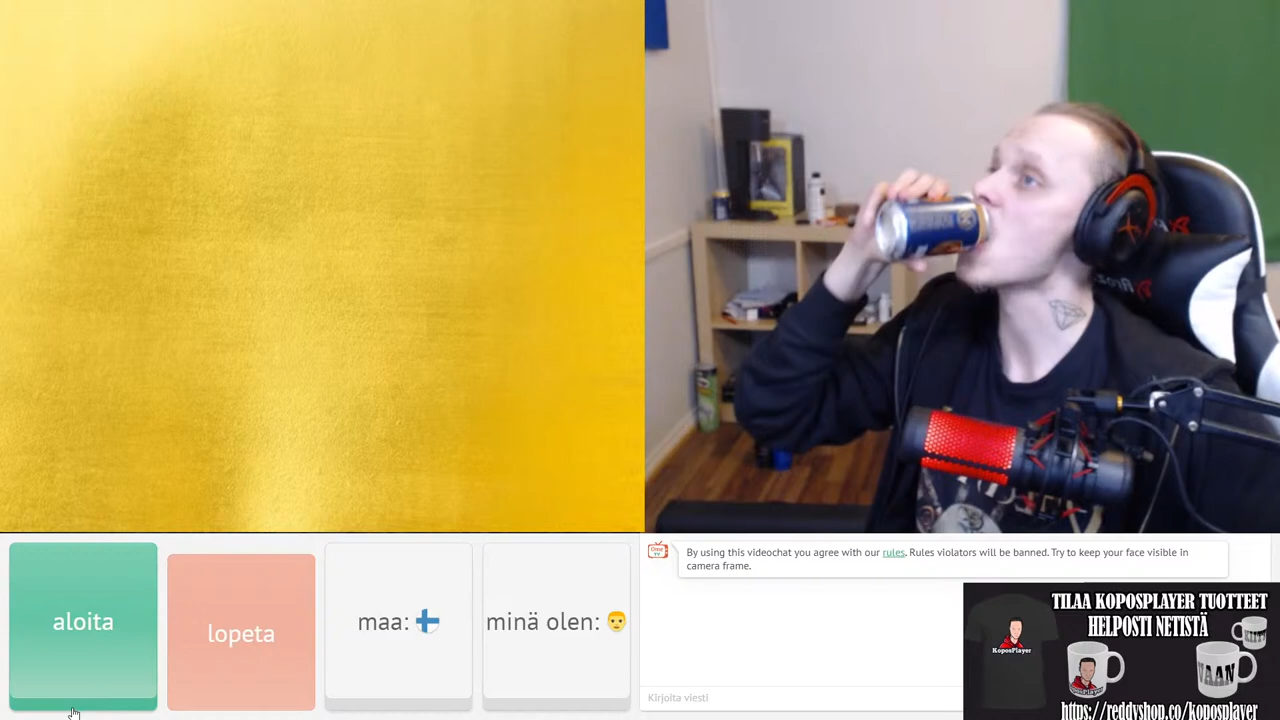 aloita
lopeta
maa:
minä olen:
By using this videochat you agree with our rules. Rules violators will be banned. Try to keep your face visible in
camera frame.
Kirjoita viesti
TILAA KOPOSPLAYER TUOTTEET
HELPOSTI NETISTÄ
KoposPlayer
VAAN
https://reddyshop.co/koposplayer